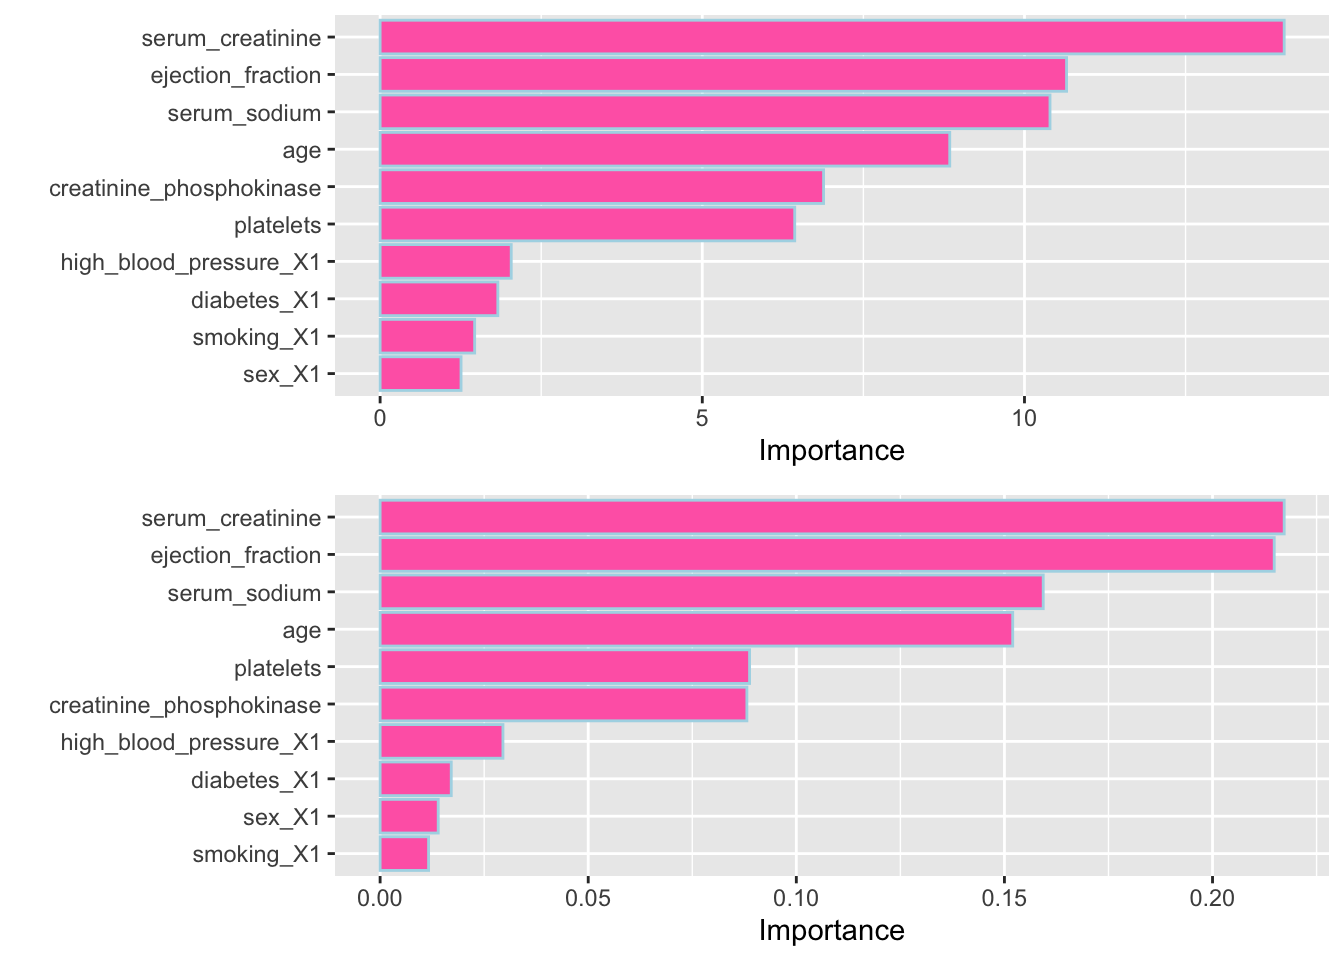 serum_creatinine
ejection_fraction
serum_sodium
age
creatinine_phosphokinase
platelets
high_blood_pressure_X1
diabetes_X1
smoking_X1
sex_X1
0 5 10
Importance
serum_creatinine
ejection_fraction
serum_sodium
age
platelets
creatinine_phosphokinase
high_blood_pressure_X1
diabetes_X1
sex_X1
smoking_X1
0.00 0.05 0.10 0.15 0.20
Importance